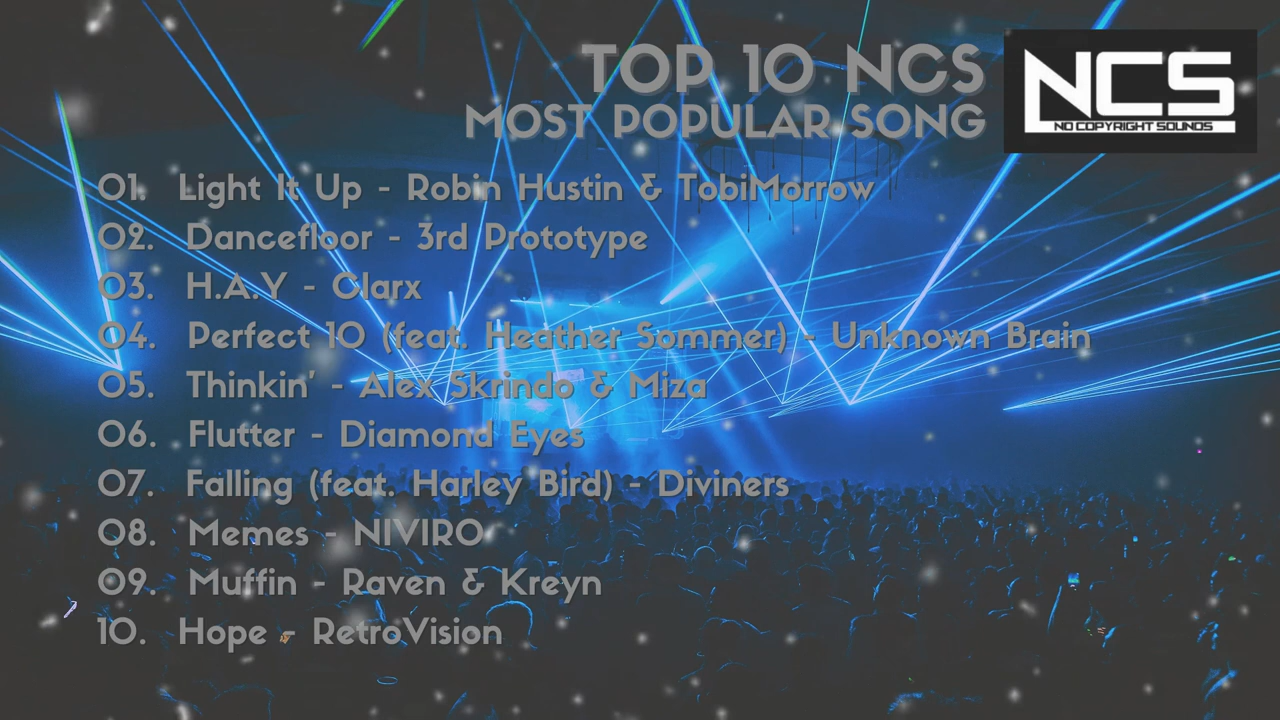 TOP 10 NCS
MOST POPULAR SONG
NCS
NO COPYRIGHT SOUNDS
01. Light It Up - Robin Hustin & TobiMorrow
02. Dancefloor - 3rd Prototype
03. H.A.Y - Clarx
04. Perfect 10 (feat. Heather Sommer) - Unknown Brain
05. Thinkin' - Alex Skrindo & Miza
06. Flutter - Diamond Eyes
07. Falling (feat. Harley Bird) - Diviners
08. Memes - NIVIRO
09. Muffin - Raven & Kreyn
10. Hope - RetroVision